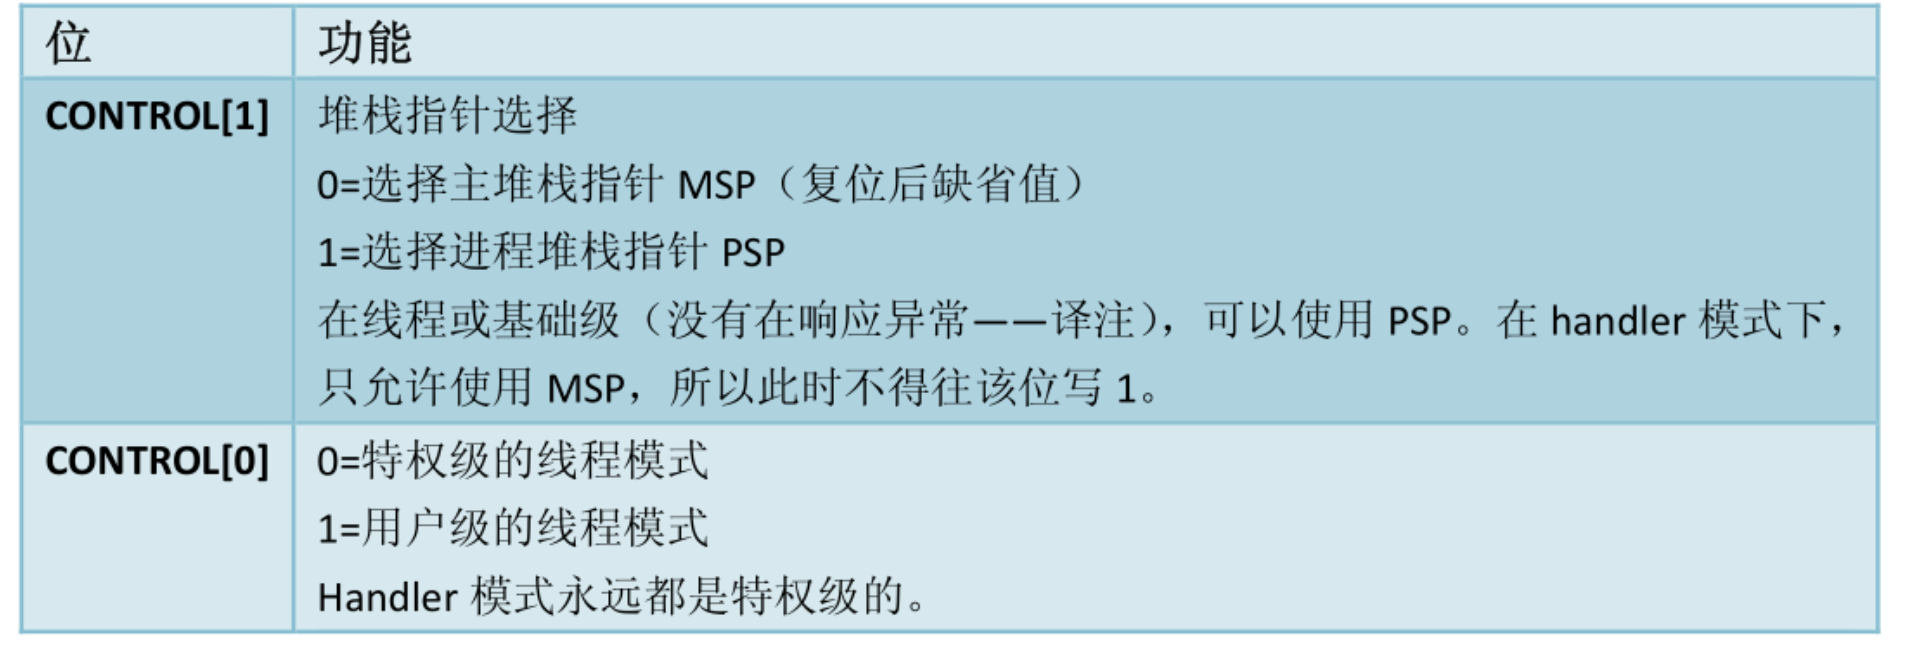 位 功能
CONTROL[1] 堆栈指针选择
0=选择主堆栈指针 MSP（复位后缺省值）
1=选择进程堆栈指针 PSP
在线程或基础级（没有在响应异常——译注），可以使用 PSP。在 handler 模式下，
只允许使用 MSP，所以此时不得往该位写 1。
CONTROL[0] 0=特权级的线程模式
1=用户级的线程模式
Handler 模式永远都是特权级的。